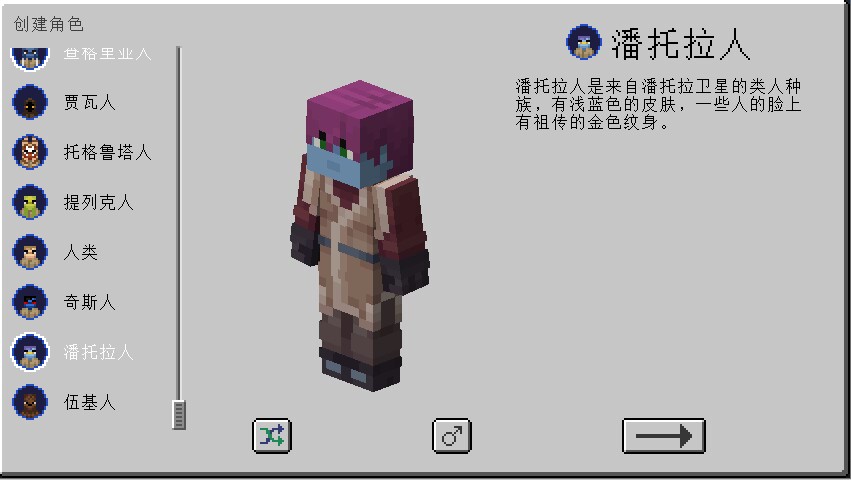 创建角色
贾瓦人
托格鲁塔人
提列克人
人类
奇斯人
潘托拉人
伍基人
潘托拉人
潘托拉人是来自潘托拉卫星的类人种
族，有浅蓝色的皮肤，一些人的脸上
有祖传的金色纹身。